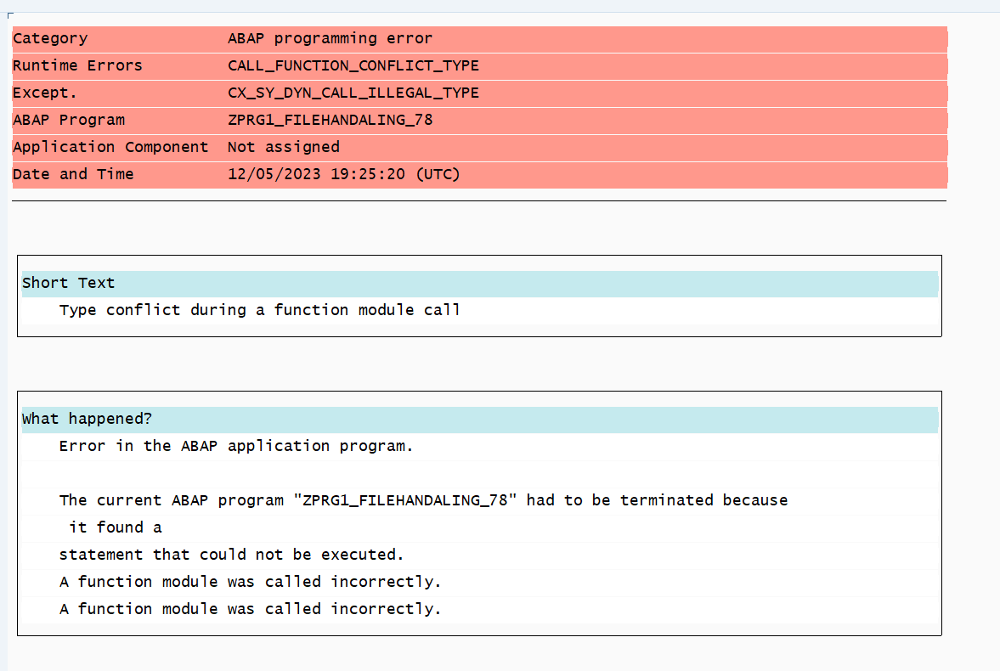 Category ABAP programming error
Runtime Errors CALL_FUNCTION_CONFLICT_TYPE
Except. CX_SY_DYN_CALL_ILLEGAL_TYPE
ABAP Program ZPRG1_FILEHANDALING_78
Application Component Not assigned
Date and Time 12/05/2023 19:25:20 (UTC)
Short Text
Type conflict during a function module call
What happened?
Error in the ABAP application program.
The current ABAP program "ZPRG1_FILEHANDALING_78" had to be terminated because
it found a
statement that could not be executed.
A function module was called incorrectly.
A function module was called incorrectly.